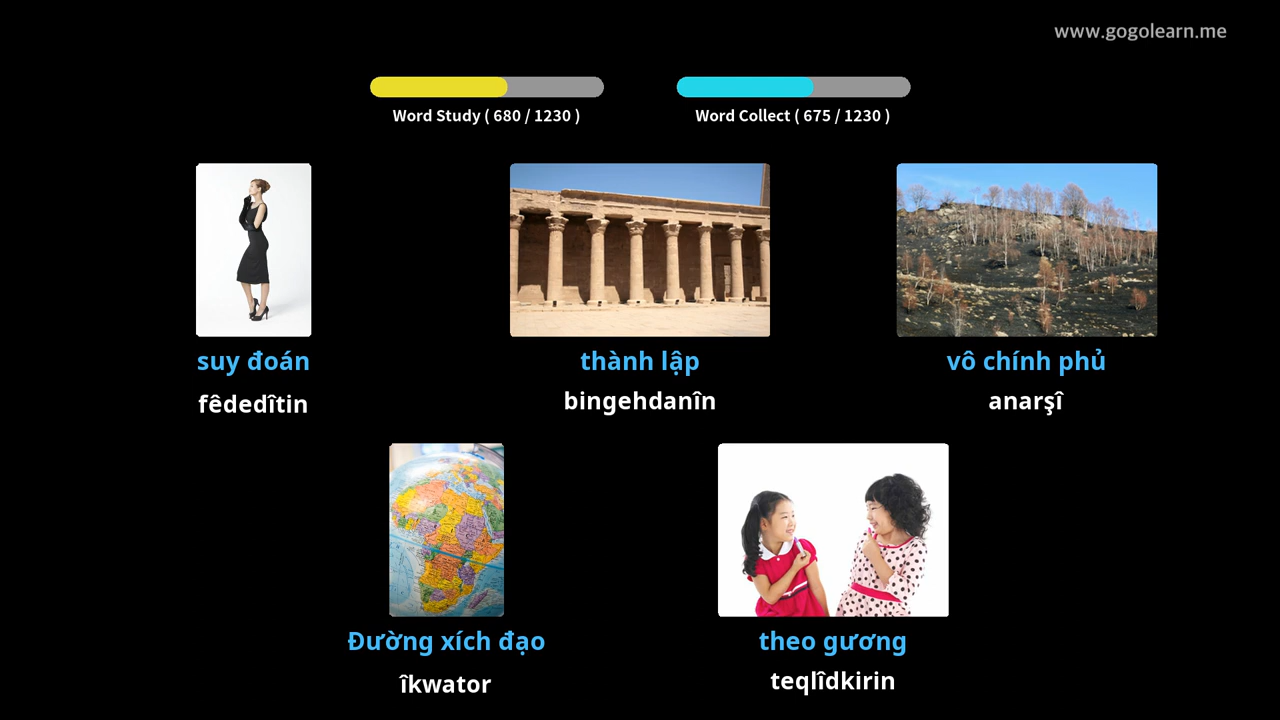 www.gogolearn.me
Word Study ( 680 / 1230 )
Word Collect ( 675 / 1230 )
suy đoán
fêdedîtin
thành lập
bingehdanîn
vô chính phủ
anarşî
Đường xích đạo
îkwator
theo gương
teqlîdkirin